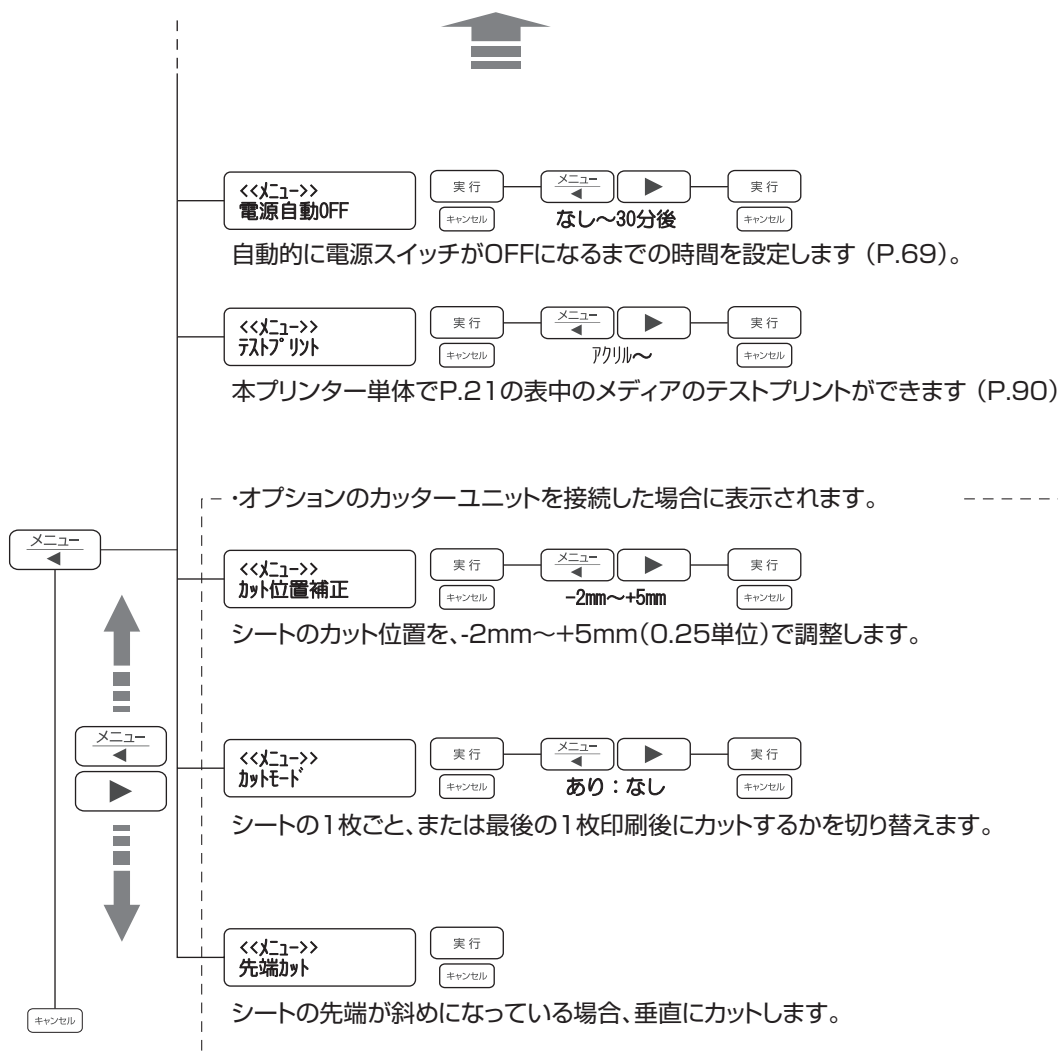 <<メニュー>>
電源自動OFF
実行
キャンセル
メニュー
なし〜30分後
実行
キャンセル
自動的に電源スイッチがOFFになるまでの時間を設定します（P.69）。
<<メニュー>>
テストプリント
実行
キャンセル
メニュー
アクリル〜
実行
キャンセル
本プリンター単体でP.21の表中のメディアのテストプリントができます（P.90）
・オプションのカッターユニットを接続した場合に表示されます。
メニュー
<<メニュー>>
カット位置補正
実行
キャンセル
メニュー
-2mm〜+5mm
実行
キャンセル
シートのカット位置を、-2mm〜+5mm（0.25単位）で調整します。
メニュー
<<メニュー>>
カットモード
実行
キャンセル
メニュー
あり：なし
実行
キャンセル
シートの1枚ごと、または最後の1枚印刷後にカットするかを切り替えます。
<<メニュー>>
先端カット
実行
キャンセル
シートの先端が斜めになっている場合、垂直にカットします。
キャンセル